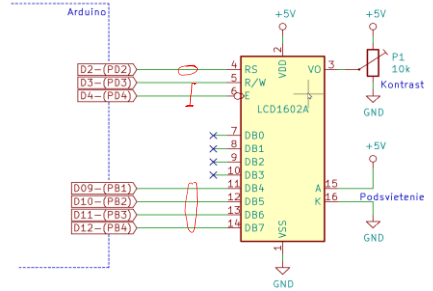 Arduino
+5V
+5V
D2-(PD2) 4 RS VDD 2 VO 3 P1
D3-(PD3) 5 R/W 10k
D4-(PD4) 6 E Kontrast
LCD1602A
GND
7 DB0
8 DB1 +5V
9 DB2
10 DB3
D09-(PB1) 11 DB4 A 15
D10-(PB2) 12 DB5 K 16 Podsvietenie
D11-(PB3) 13 DB6
D12-(PB4) 14 DB7 VSS 1 GND
GND